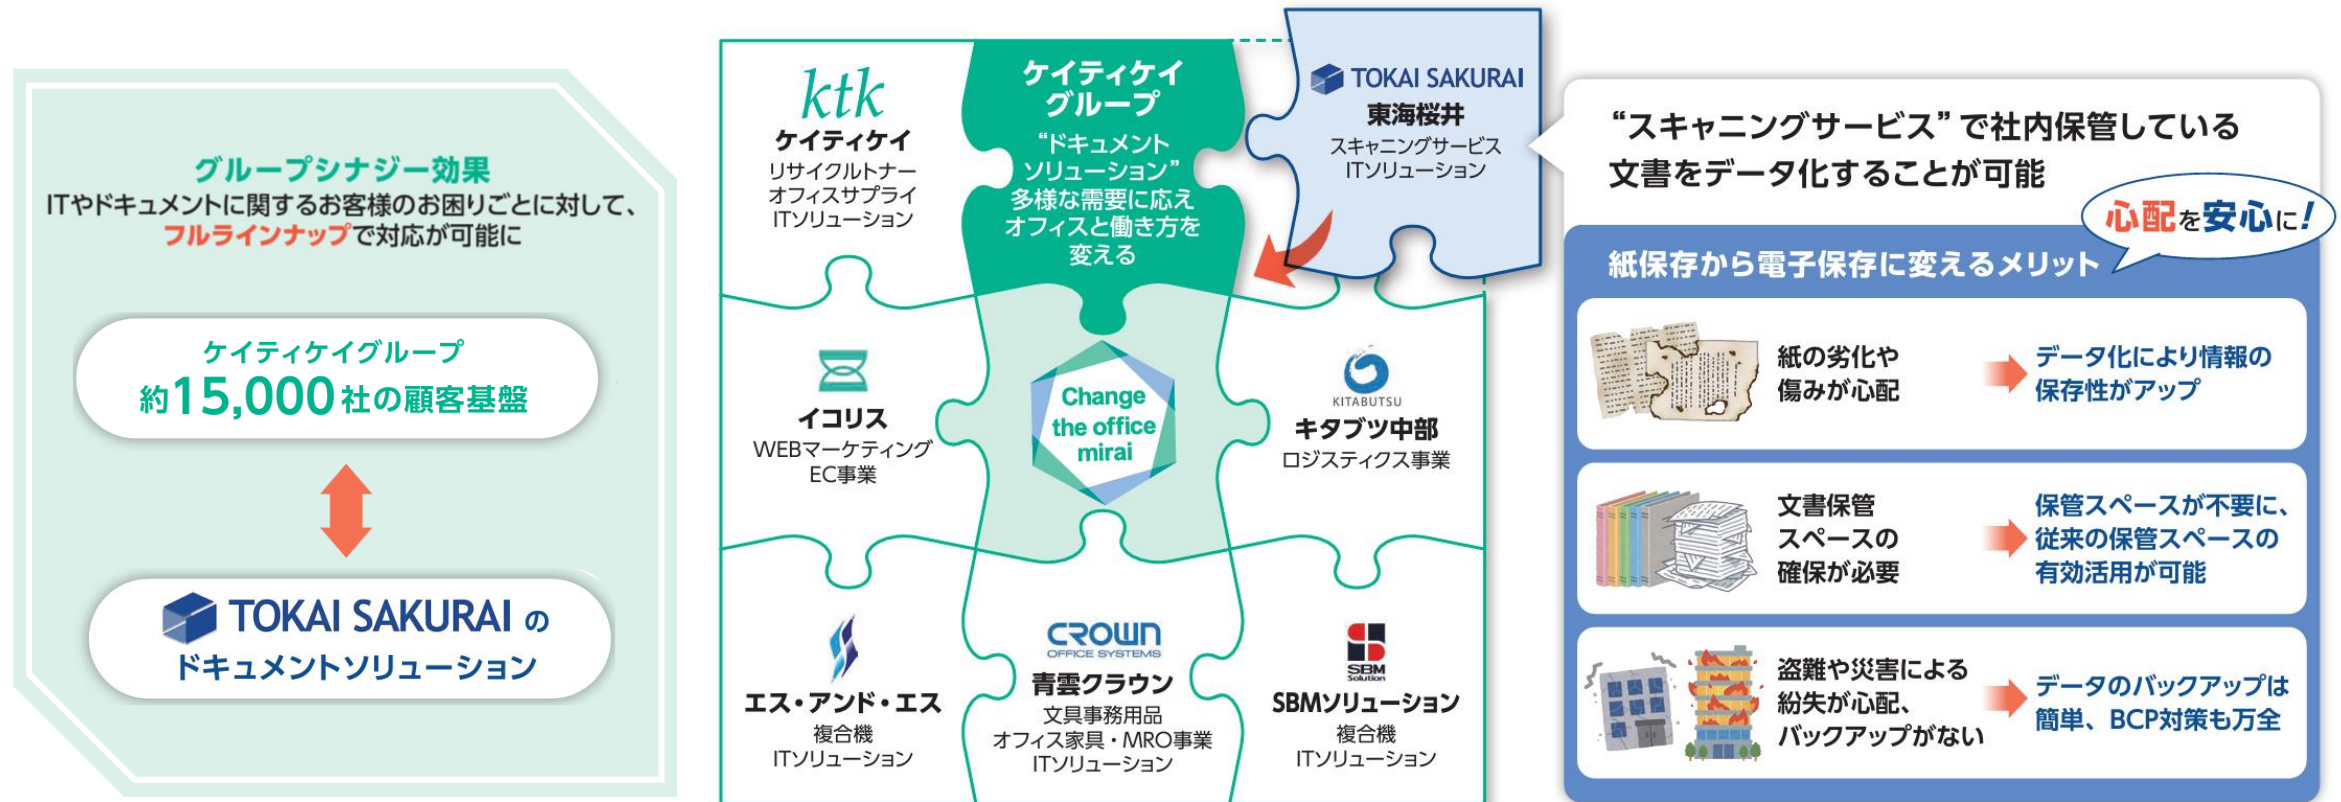 グループシナジー効果
ITやドキュメントに関するお客様のお困りごとに対して、
フルラインナップで対応が可能に
ケイティケイグループ
約15,000社の顧客基盤
TOKAI SAKURAI の
ドキュメントソリューション
ktk
ケイティケイ
リサイクルトナー
オフィスサプライ
ITソリューション
ケイティケイ
グループ
“ドキュメント
ソリューション”
多様な需要に応え
オフィスと働き方を
変える
TOKAI SAKURAI
東海桜井
スキャニングサービス
ITソリューション
イコリス
WEBマーケティング
EC事業
Change
the office
mirai
KITABUTSU
キタブツ中部
ロジスティクス事業
エス・アンド・エス
複合機
ITソリューション
CROWN
OFFICE SYSTEMS
青雲クラウン
文具事務用品
オフィス家具・MRO事業
ITソリューション
SBM
Solution
SBMソリューション
複合機
ITソリューション
“スキャニングサービス”で社内保管している
文書をデータ化することが可能
心配を安心に!
紙保存から電子保存に変えるメリット
紙の劣化や
傷みが心配
データ化により情報の
保存性がアップ
文書保管
スペースの
確保が必要
保管スペースが不要に、
従来の保管スペースの
有効活用が可能
盗難や災害による
紛失が心配、
バックアップがない
データのバックアップは
簡単、BCP対策も万全